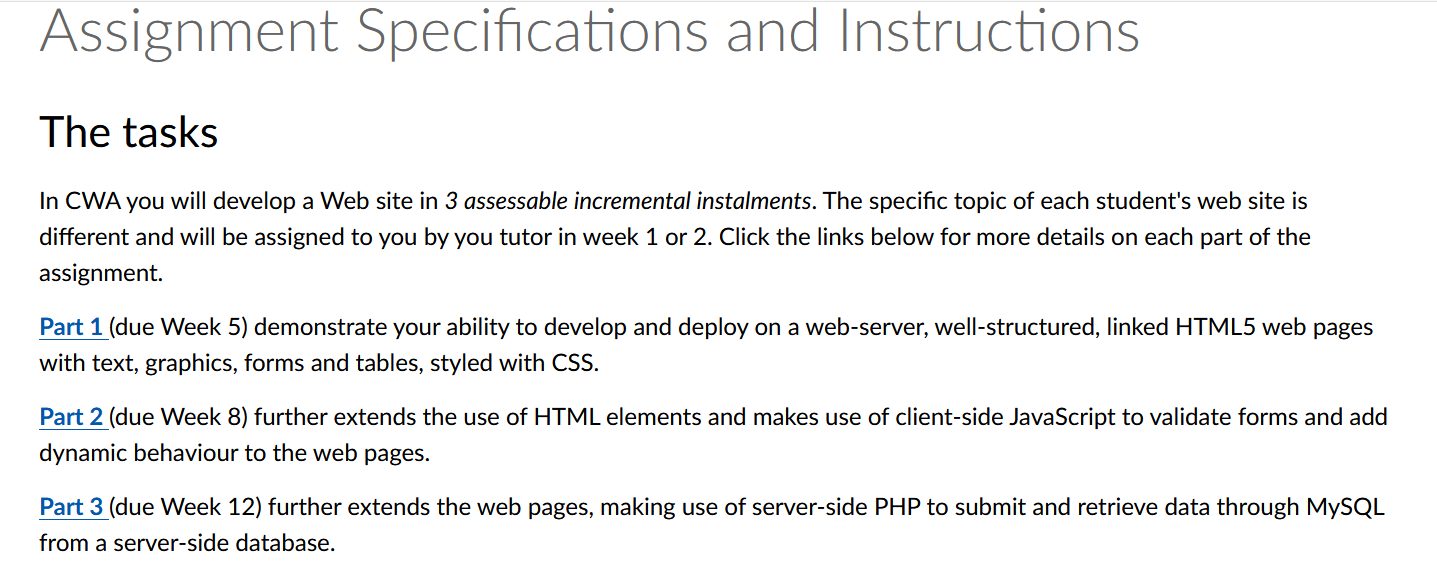 Assignment Specifications and Instructions
The tasks
In CWA you will develop a Web site in 3 assessable incremental instalments. The specific topic of each student's web site is
different and will be assigned to you by you tutor in week 1 or 2. Click the links below for more details on each part of the
assignment.
Part 1 (due Week 5) demonstrate your ability to develop and deploy on a web-server, well-structured, linked HTML5 web pages
with text, graphics, forms and tables, styled with CSS.
Part 2 (due Week 8) further extends the use of HTML elements and makes use of client-side JavaScript to validate forms and add
dynamic behaviour to the web pages.
Part 3 (due Week 12) further extends the web pages, making use of server-side PHP to submit and retrieve data through MySQL
from a server-side database.